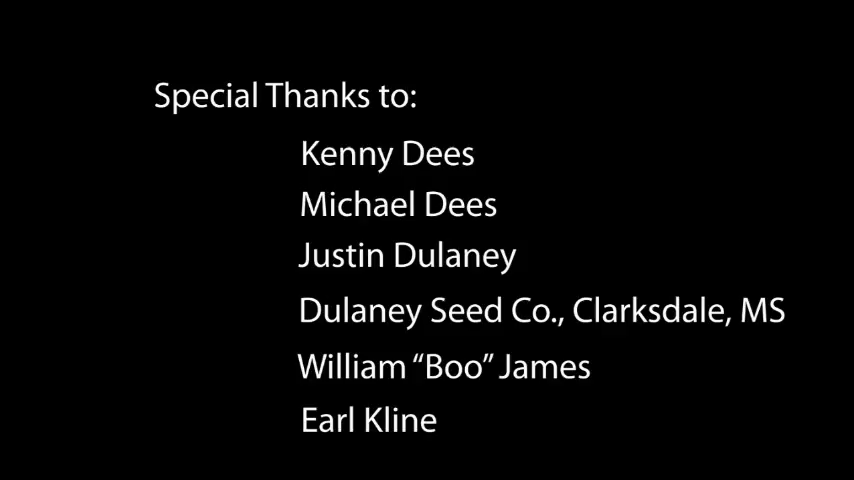 Special Thanks to:
Kenny Dees
Michael Dees
Justin Dulaney
Dulaney Seed Co., Clarksdale, MS
William “Boo” James
Earl Kline